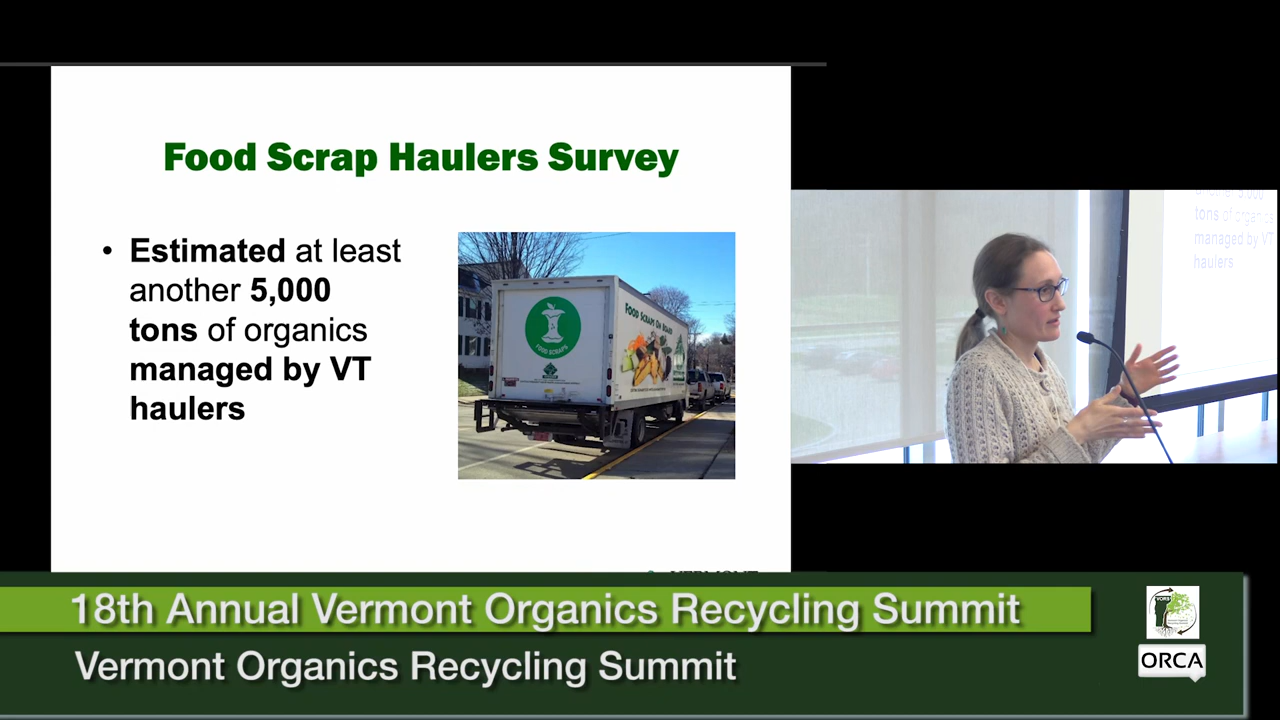 Food Scrap Haulers Survey
• Estimated at least
another 5,000
tons of organics
managed by VT
haulers
FOOD SCRAPS
FOOD SCRAPS ON BOARD
tons of organics
managed by VT
haulers
VERMONT
18th Annual Vermont Organics Recycling Summit
Vermont Organics Recycling Summit
VORS
ORCA